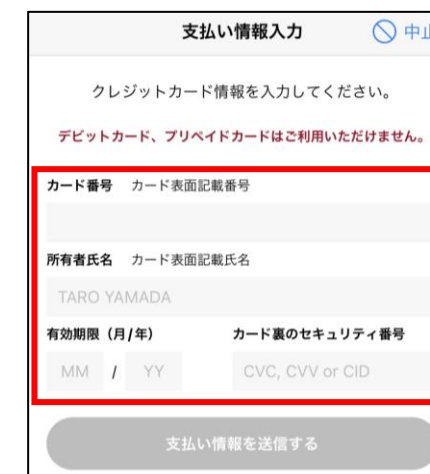 支払い情報入力 中止
クレジットカード情報を入力してください。
デビットカード、プリペイドカードはご利用いただけません。
カード番号 カード表面記載番号
所有者氏名 カード表面記載氏名
TARO YAMADA
有効期限（月/年） カード裏のセキュリティ番号
MM / YY CVC, CVV or CID
支払い情報を送信する